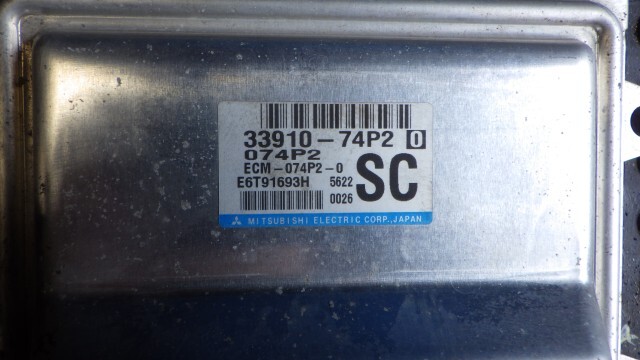 33910-74P2 0
074P2
ECM-074P2-0
E6T91693H 5622
SC
0026
MITSUBISHI ELECTRIC CORP.,JAPAN